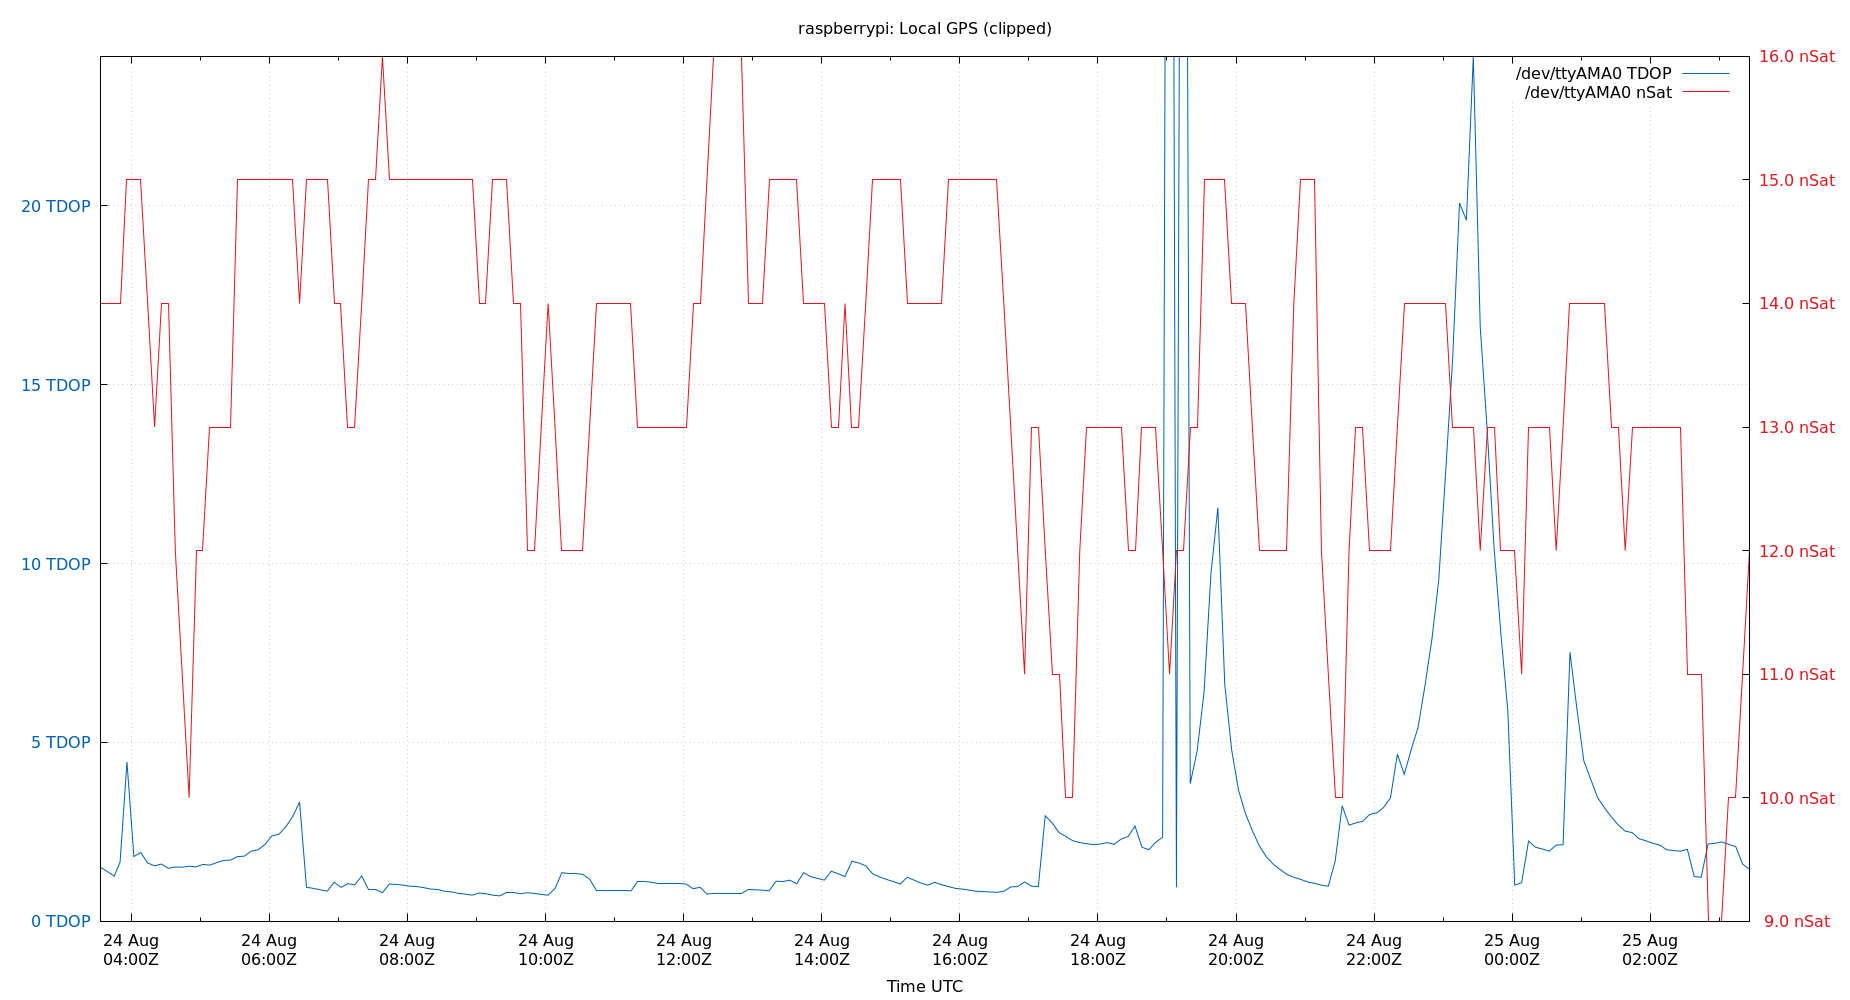 raspberrypi: Local GPS (clipped)
/dev/ttyAMA0 TDOP
/dev/ttyAMA0 nSat
20 TDOP
15 TDOP
10 TDOP
5 TDOP
0 TDOP
16.0 nSat
15.0 nSat
14.0 nSat
13.0 nSat
12.0 nSat
11.0 nSat
10.0 nSat
9.0 nSat
24 Aug
04:00Z
24 Aug
06:00Z
24 Aug
08:00Z
24 Aug
10:00Z
24 Aug
12:00Z
24 Aug
14:00Z
24 Aug
16:00Z
24 Aug
18:00Z
24 Aug
20:00Z
24 Aug
22:00Z
25 Aug
00:00Z
25 Aug
02:00Z
Time UTC